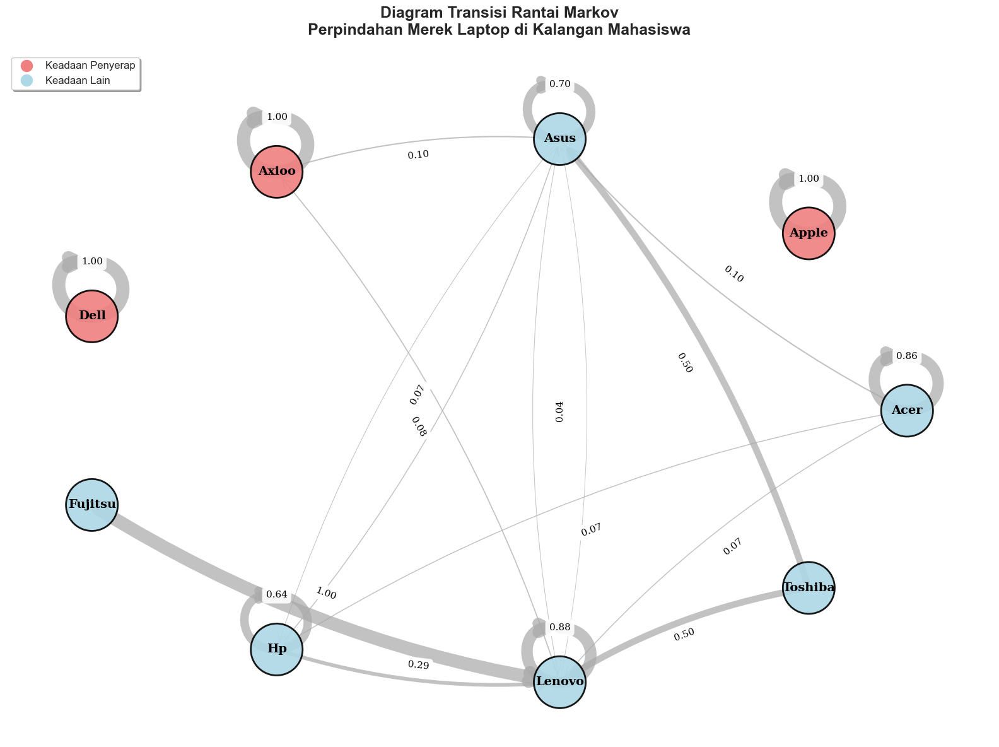 Diagram Transisi Rantai Markov
Perpindahan Merek Laptop di Kalangan Mahasiswa
Keadaan Penyerap
Keadaan Lain
0.70
1.00
Asus
0.10
Axioo
1.00
Apple
1.00
0.10
Dell
0.50
0.86
0.07
0.04
Acer
0.08
Fujitsu
0.07
0.07
Toshiba
1.00
0.64
0.88
0.50
Hp
0.29
Lenovo